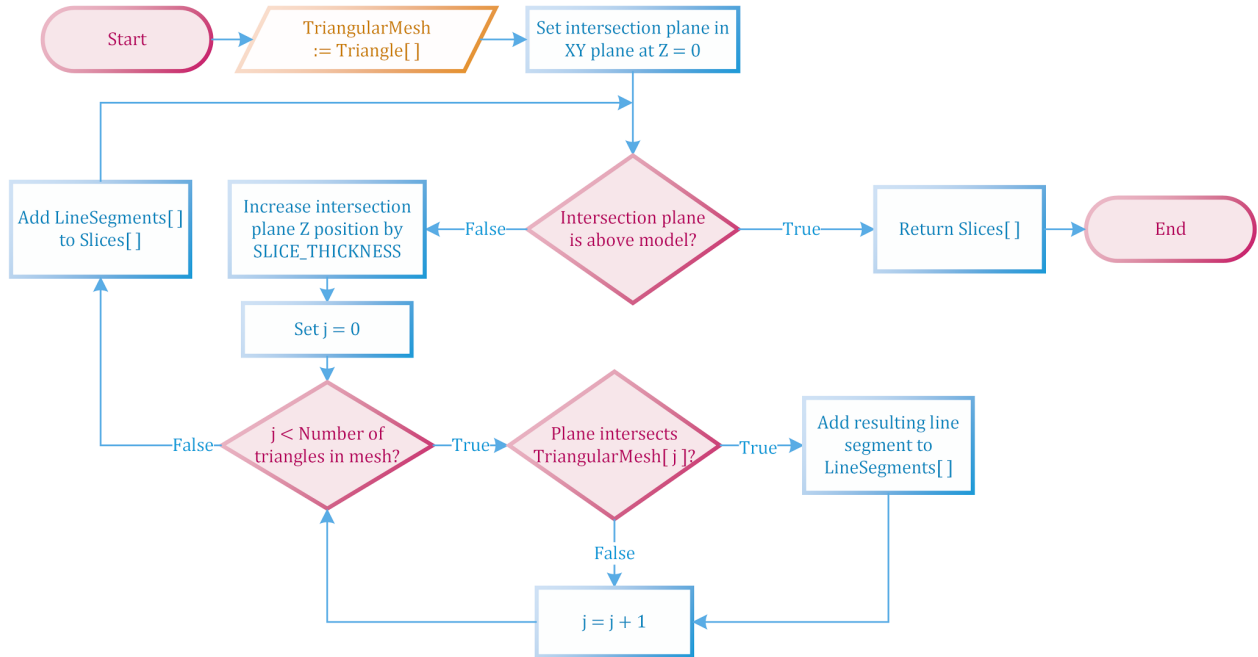 Start
TriangularMesh
:= Triangle[ ]
Set intersection plane in
XY plane at Z = 0
Add LineSegments[ ]
to Slices[ ]
Increase intersection
plane Z position by
SLICE_THICKNESS
False
Intersection plane
is above model?
True
Return Slices[ ]
End
Set j = 0
False
j < Number of
triangles in mesh?
True
Plane intersects
TriangularMesh[ j ]?
True
Add resulting line
segment to
LineSegments[ ]
False
j = j + 1